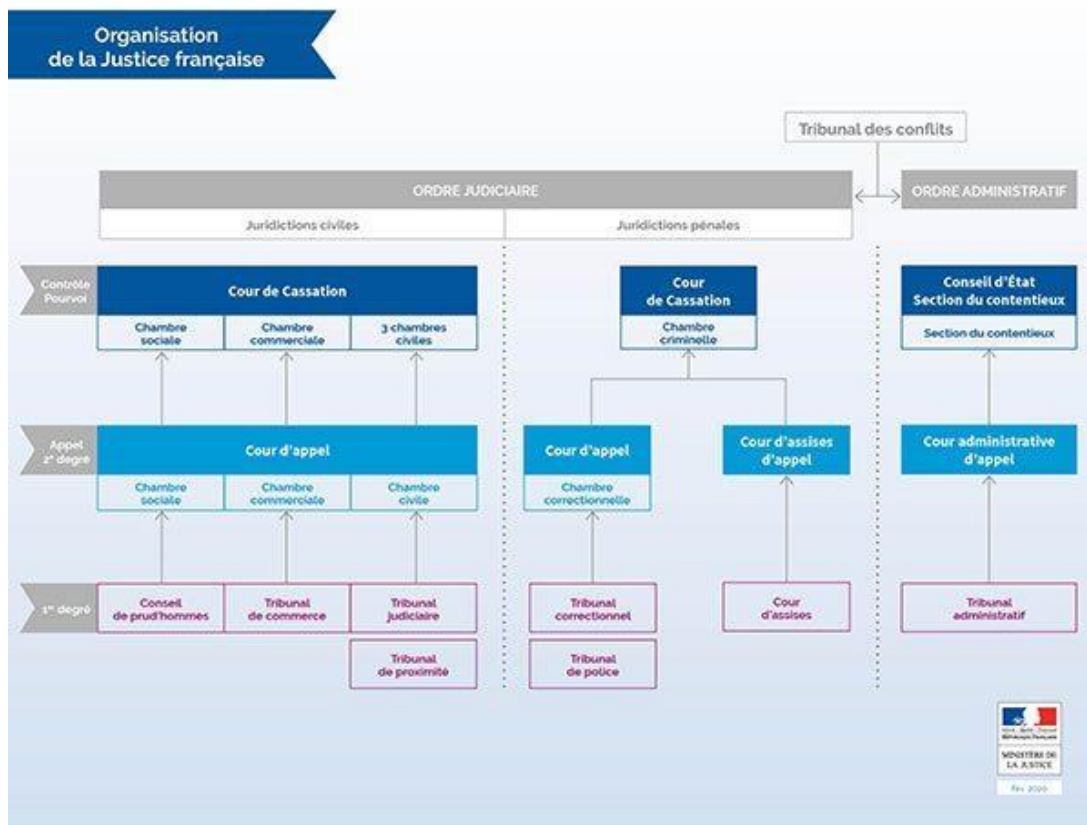 Organisation
de la Justice française
Tribunal des conflits
ORDRE JUDICIAIRE
ORDRE ADMINISTRATIF
Juridictions civiles
Juridictions pénales
Contrôle
Pourvoi
Cour de Cassation
Cour
de Cassation
Conseil d'État
Section du contentieux
Chambre
sociale
Chambre
commerciale
3 chambres
civiles
Chambre
criminelle
Section du contentieux
Appel
2e degré
Cour d'appel
Cour d'appel
Cour d'assises
d'appel
Cour administrative
d'appel
Chambre
sociale
Chambre
commerciale
Chambre
civile
Chambre
correctionnelle
1er degré
Conseil
de prud'hommes
Tribunal
de commerce
Tribunal
judiciaire
Tribunal
correctionnel
Cour
d'assises
Tribunal
administratif
Tribunal
de proximité
Tribunal
de police
MINISTÈRE DE
LA JUSTICE
Fév. 2020